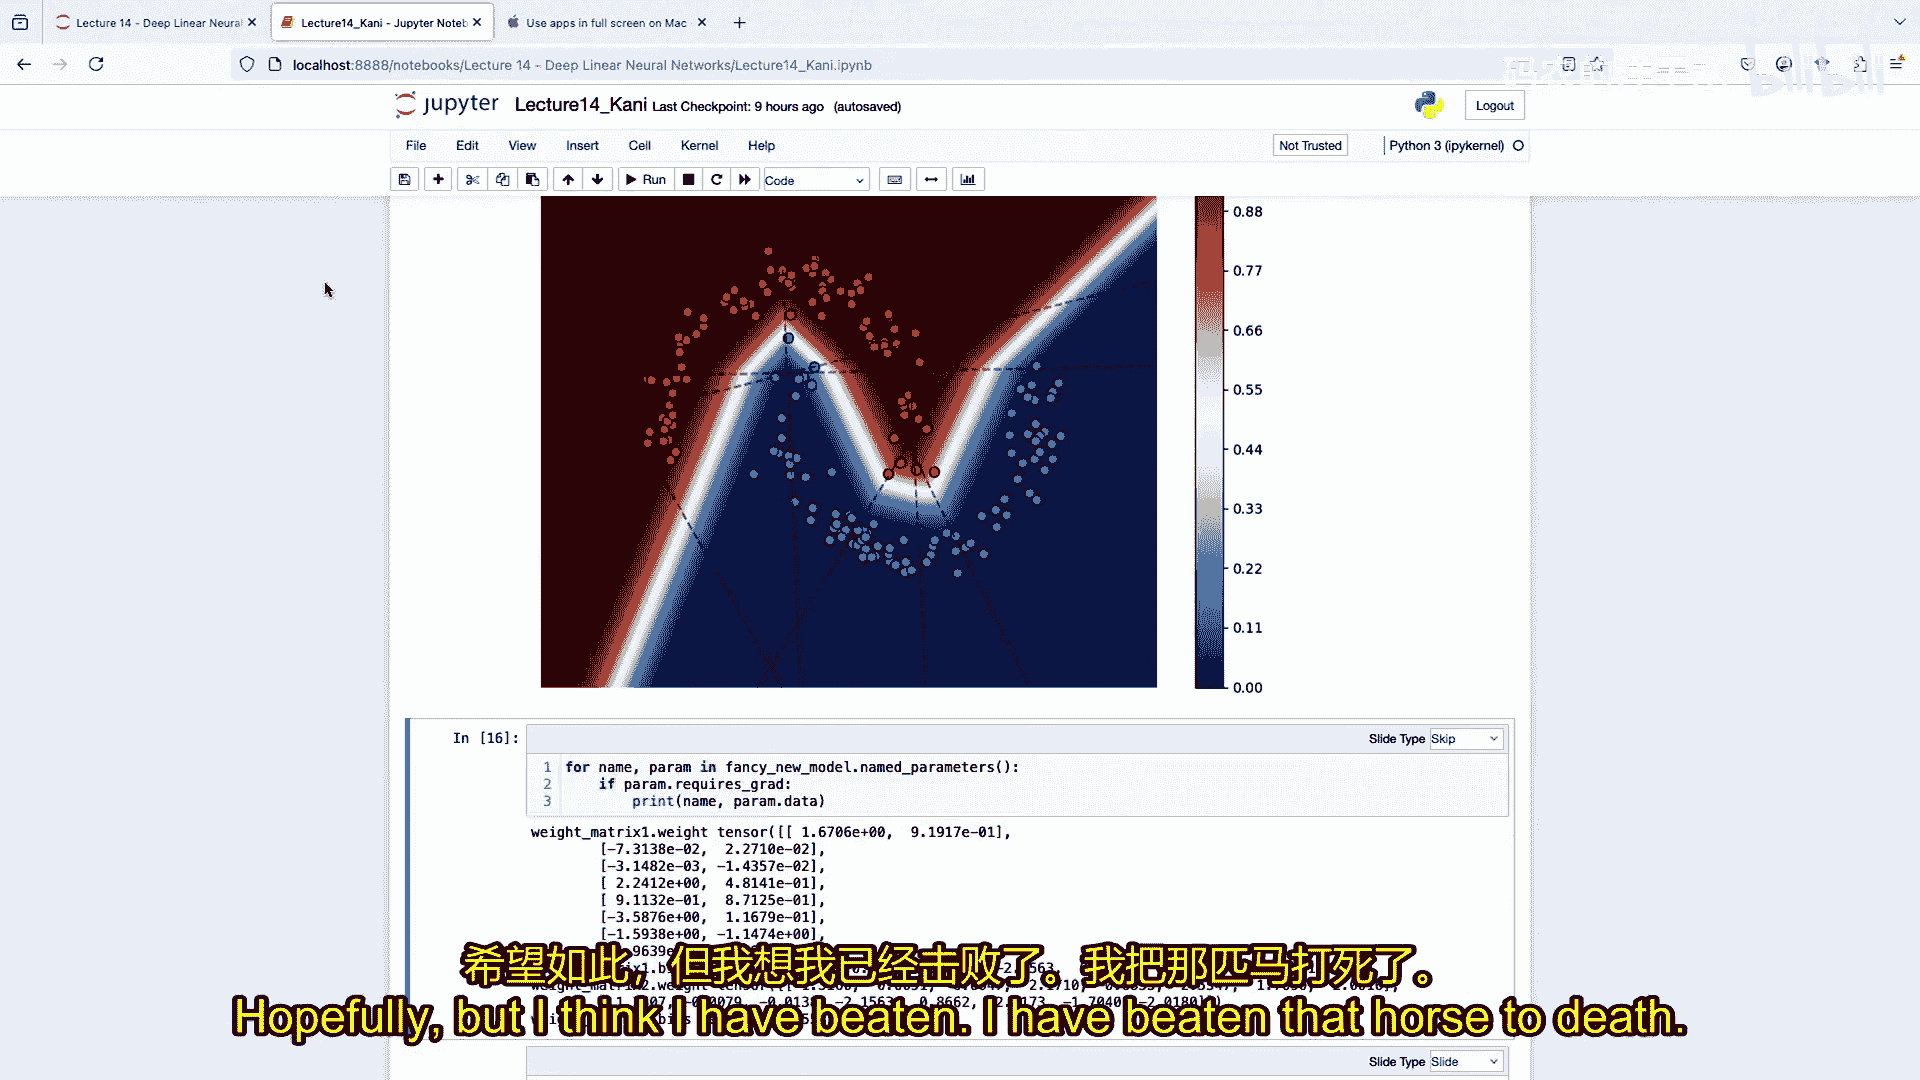 Lecture 14 - Deep Linear Neural
Lecture14_Kani - Jupyter Noteb
Use apps in full screen on Mac
localhost:8888/notebooks/Lecture 14 - Deep Linear Neural Networks/Lecture14_Kani.ipynb
bilibili
jupyter Lecture14_Kani Last Checkpoint: 9 hours ago (autosaved)
Logout
File Edit View Insert Cell Kernel Help
Not Trusted
Python 3 (ipykernel)
Run
Code
0.88
0.77
0.66
0.55
0.44
0.33
0.22
0.11
0.00
In [16]:
Slide Type Skip
1 for name, param in fancy_new_model.named_parameters():
2 if param.requires_grad:
3 print(name, param.data)
weight_matrix1.weight tensor([[ 1.6706e+00, 9.1917e-01],
[-7.3138e-02, 2.2710e-02],
[-3.1482e-03, -1.4357e-02],
[ 2.2412e+00, 4.8141e-01],
[ 9.1132e-01, 8.7125e-01],
[-3.5876e+00, 1.1679e-01],
[-1.5938e+00, -1.1474e+00],
希望如此，但我想我已经击败了。我把那匹马打死了。
Hopefully, but I think I have beaten. I have beaten that horse to death.
Slide Type Slide